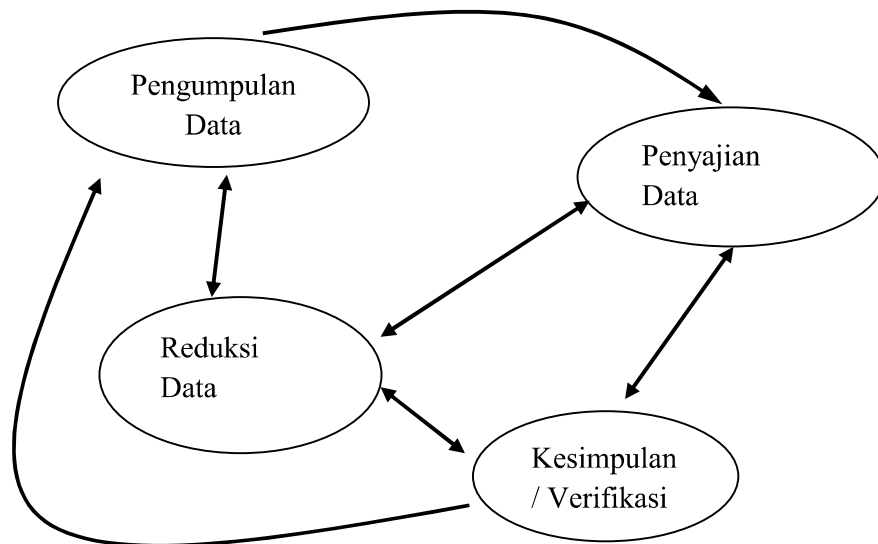 Pengumpulan
Data
Penyajian
Data
Reduksi
Data
Kesimpulan
/ Verifikasi